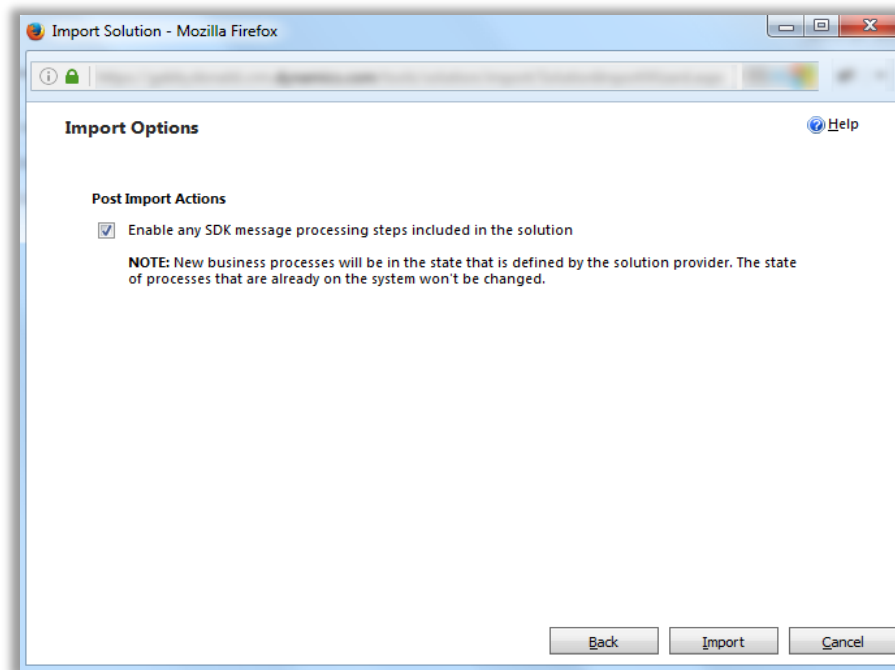 Import Solution - Mozilla Firefox
dynamics.com
Import Options
Help
Post Import Actions
Enable any SDK message processing steps included in the solution
NOTE: New business processes will be in the state that is defined by the solution provider. The state
of processes that are already on the system won't be changed.
Back Import Cancel